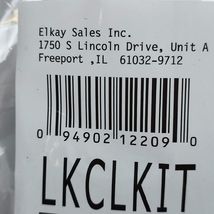 Elkay Sales Inc.
1750 S Lincoln Drive, Unit A
Freeport ,IL  61032-9712
0 94902 12209 0
LKCLKIT